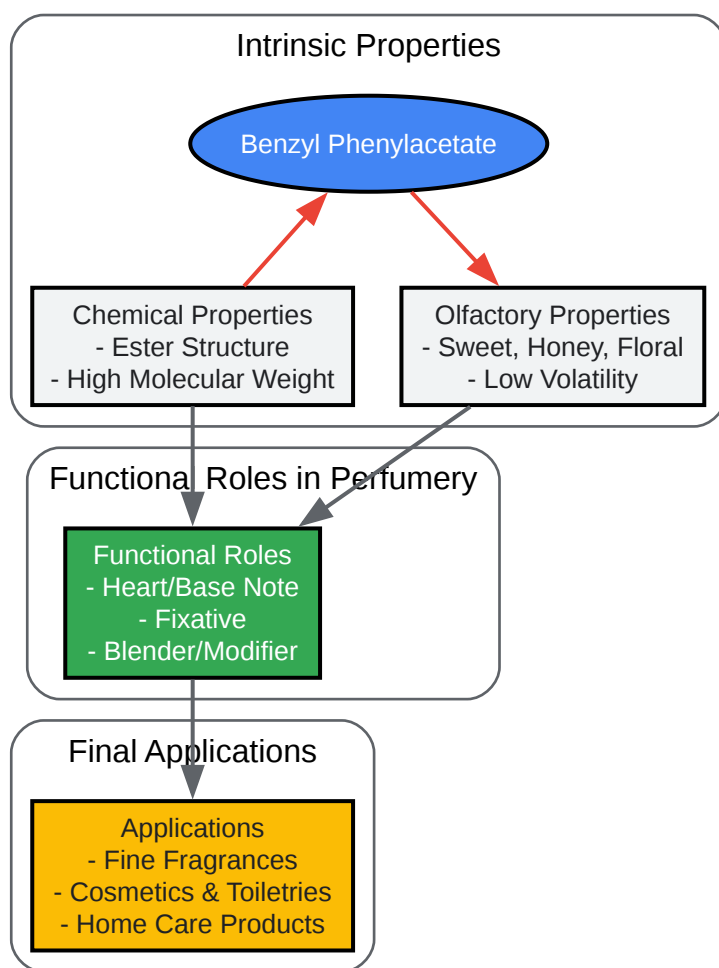 Intrinsic Properties
Benzyl Phenylacetate
Chemical Properties
- Ester Structure
- High Molecular Weight
Olfactory Properties
- Sweet, Honey, Floral
- Low Volatility
Functional Roles in Perfumery
Functional Roles
- Heart/Base Note
- Fixative
- Blender/Modifier
Final Applications
Applications
- Fine Fragrances
- Cosmetics & Toiletries
- Home Care Products